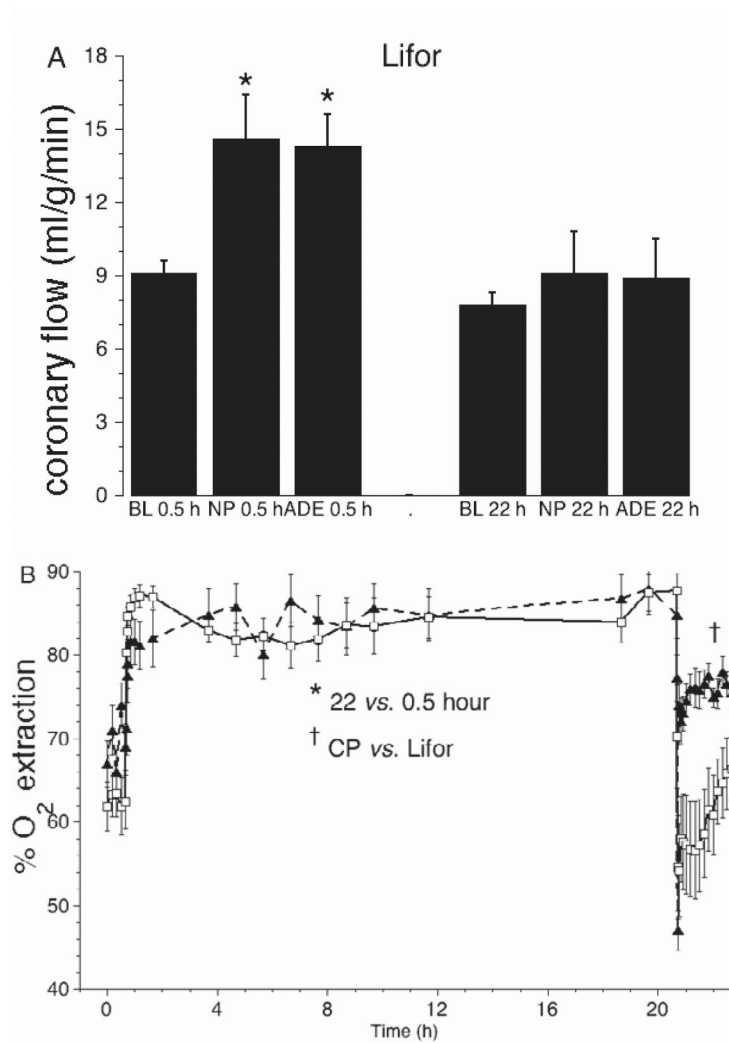 A
Lifor
18
15
12
9
6
3
0
coronary flow (ml/g/min)
*
*
BL 0.5 h NP 0.5 hADE 0.5 h . BL 22 h NP 22 h ADE 22 h
B
90
80
70
60
50
40
% O2 extraction
†
* 22 vs. 0.5 hour
† CP vs. Lifor
0 4 8 12 16 20
Time (h)